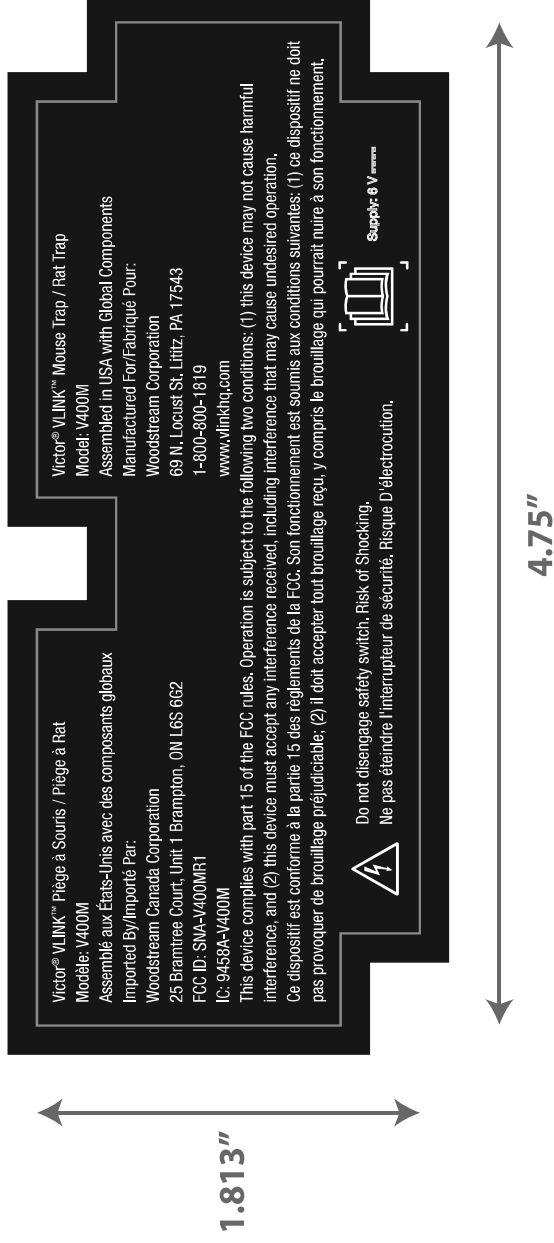 Victor® VLINK™ Piège à Souris / Piège à Rat
Modèle: V400M
Assemblé aux États-Unis avec des composants globaux
Imported By/Importé Par:
Woodstream Canada Corporation
25 Bramtree Court, Unit 1 Brampton, ON L6S 6G2
FCC ID: SNA-V400MR1
IC: 9458A-V400M
Victor® VLINK™ Mouse Trap / Rat Trap
Model: V400M
Assembled in USA with Global Components
Manufactured For/Fabriqué Pour:
Woodstream Corporation
69 N. Locust St. Lititz, PA 17543
1-800-800-1819
www.vlinkhq.com
This device complies with part 15 of the FCC rules. Operation is subject to the following two conditions: (1) this device may not cause harmful
interference, and (2) this device must accept any interference received, including interference that may cause undesired operation.
Ce dispositif est conforme à la partie 15 des règlements de la FCC. Son fonctionnement est soumis aux conditions suivantes: (1) ce dispositif ne doit
pas provoquer de brouillage préjudiciable; (2) il doit accepter tout brouillage reçu, y compris le brouillage qui pourrait nuire à son fonctionnement.
Do not disengage safety switch. Risk of Shocking.
Ne pas éteindre l'interrupteur de sécurité. Risque D'électrocution.
Supply: 6 V
4.75"
1.813"